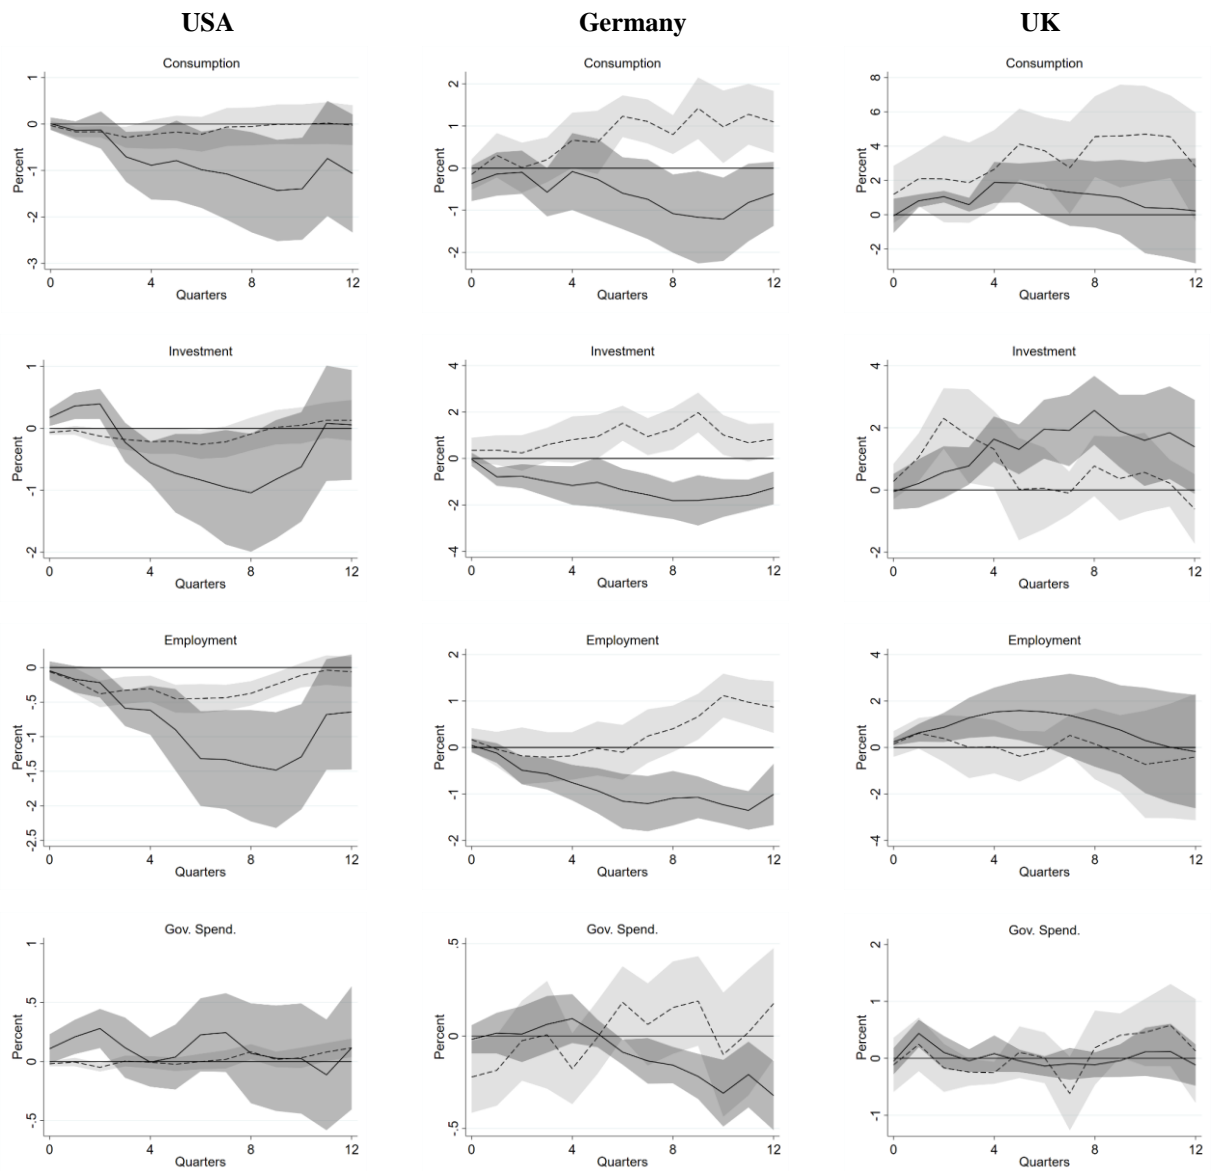 USA
Germany
UK
Consumption
Percent
1
0
-1
-2
-3
0 4 8 12
Quarters
Consumption
Percent
2
1
0
-1
-2
0 4 8 12
Quarters
Consumption
Percent
8
6
4
2
0
-2
0 4 8 12
Quarters
Investment
Percent
1
0
-1
-2
0 4 8 12
Quarters
Investment
Percent
4
2
0
-2
-4
0 4 8 12
Quarters
Investment
Percent
4
2
0
-2
0 4 8 12
Quarters
Employment
Percent
0
-.5
-1
-1.5
-2
-2.5
0 4 8 12
Quarters
Employment
Percent
2
1
0
-1
-2
0 4 8 12
Quarters
Employment
Percent
4
2
0
-2
-4
0 4 8 12
Quarters
Gov. Spend.
Percent
1
.5
0
-.5
0 4 8 12
Quarters
Gov. Spend.
Percent
.5
0
-.5
0 4 8 12
Quarters
Gov. Spend.
Percent
2
1
0
-1
0 4 8 12
Quarters